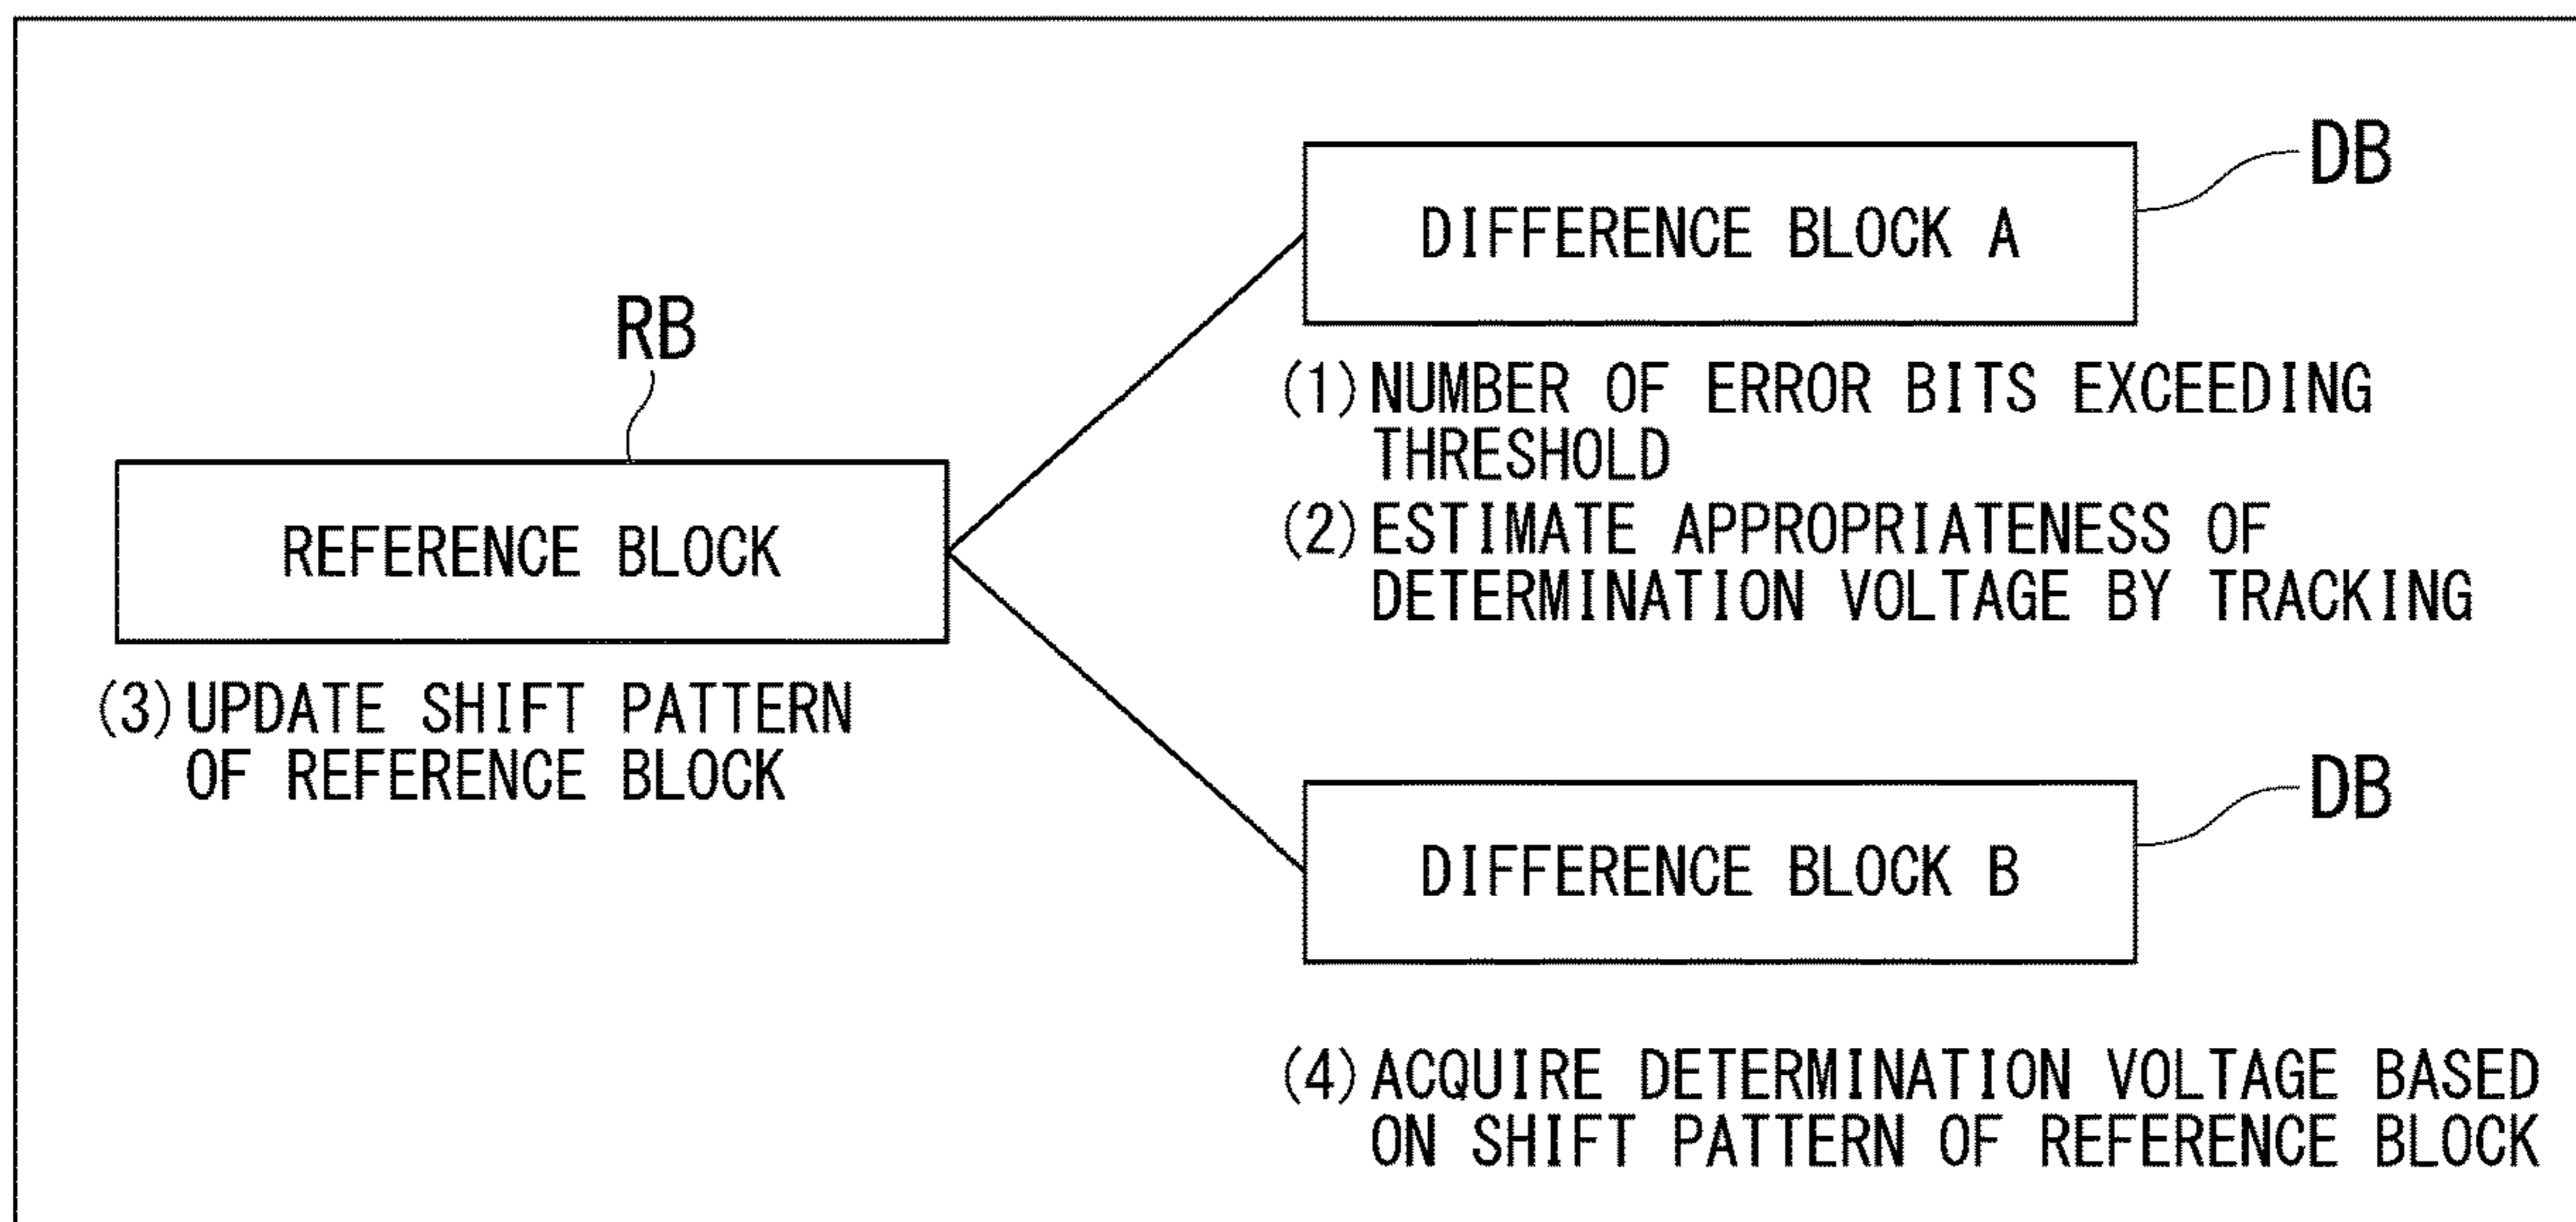 DB
DIFFERENCE BLOCK A
RB
(1) NUMBER OF ERROR BITS EXCEEDING
THRESHOLD
(2) ESTIMATE APPROPRIATENESS OF
DETERMINATION VOLTAGE BY TRACKING
REFERENCE BLOCK
(3) UPDATE SHIFT PATTERN
OF REFERENCE BLOCK
DB
DIFFERENCE BLOCK B
(4) ACQUIRE DETERMINATION VOLTAGE BASED
ON SHIFT PATTERN OF REFERENCE BLOCK